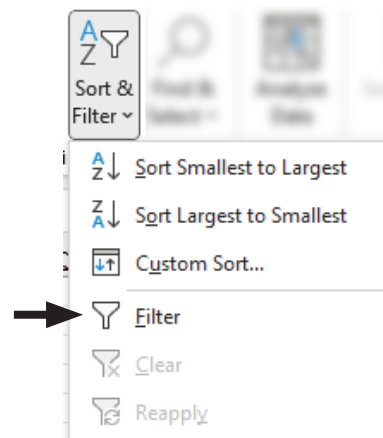 Sort &
Filter
Sort Smallest to Largest
Sort Largest to Smallest
Custom Sort...
Filter
Clear
Reapply